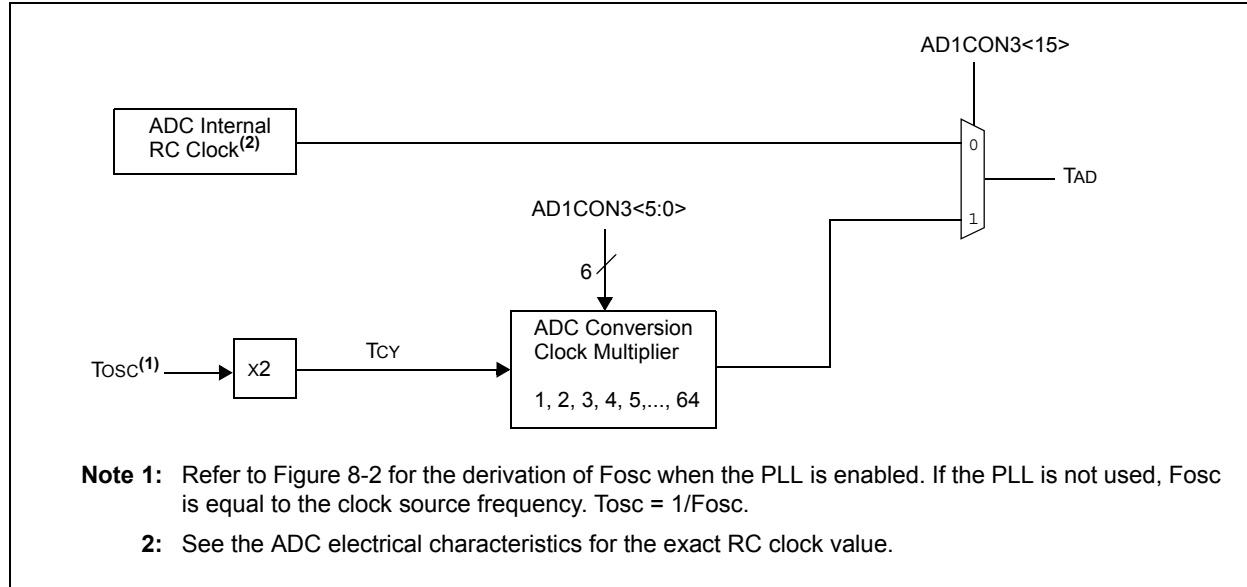 AD1CON3<15>
ADC Internal
RC Clock(2)
0
TAD
AD1CON3<5:0>
1
6
ADC Conversion
Clock Multiplier
TOSC(1)
X2
TCY
1, 2, 3, 4, 5,..., 64
Note 1: Refer to Figure 8-2 for the derivation of Fosc when the PLL is enabled. If the PLL is not used, Fosc
is equal to the clock source frequency. Tosc = 1/Fosc.
2: See the ADC electrical characteristics for the exact RC clock value.